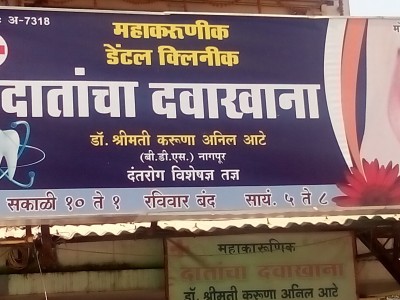 अ-7318
महाकरुणीक
डेंटल क्लिनीक
दातांचा दवाखाना
डॉ. श्रीमती करूणा अनिल आटे
(बी.डी.एस.) नागपूर
दंतरोग विशेषज्ञ तज्ञ
सकाळी १० ते १ रविवार बंद सायं. ५ ते ८
महाकारूणिक
दातांचा दवाखाना
डॉ. श्रीमती करूणा अनिल आटे